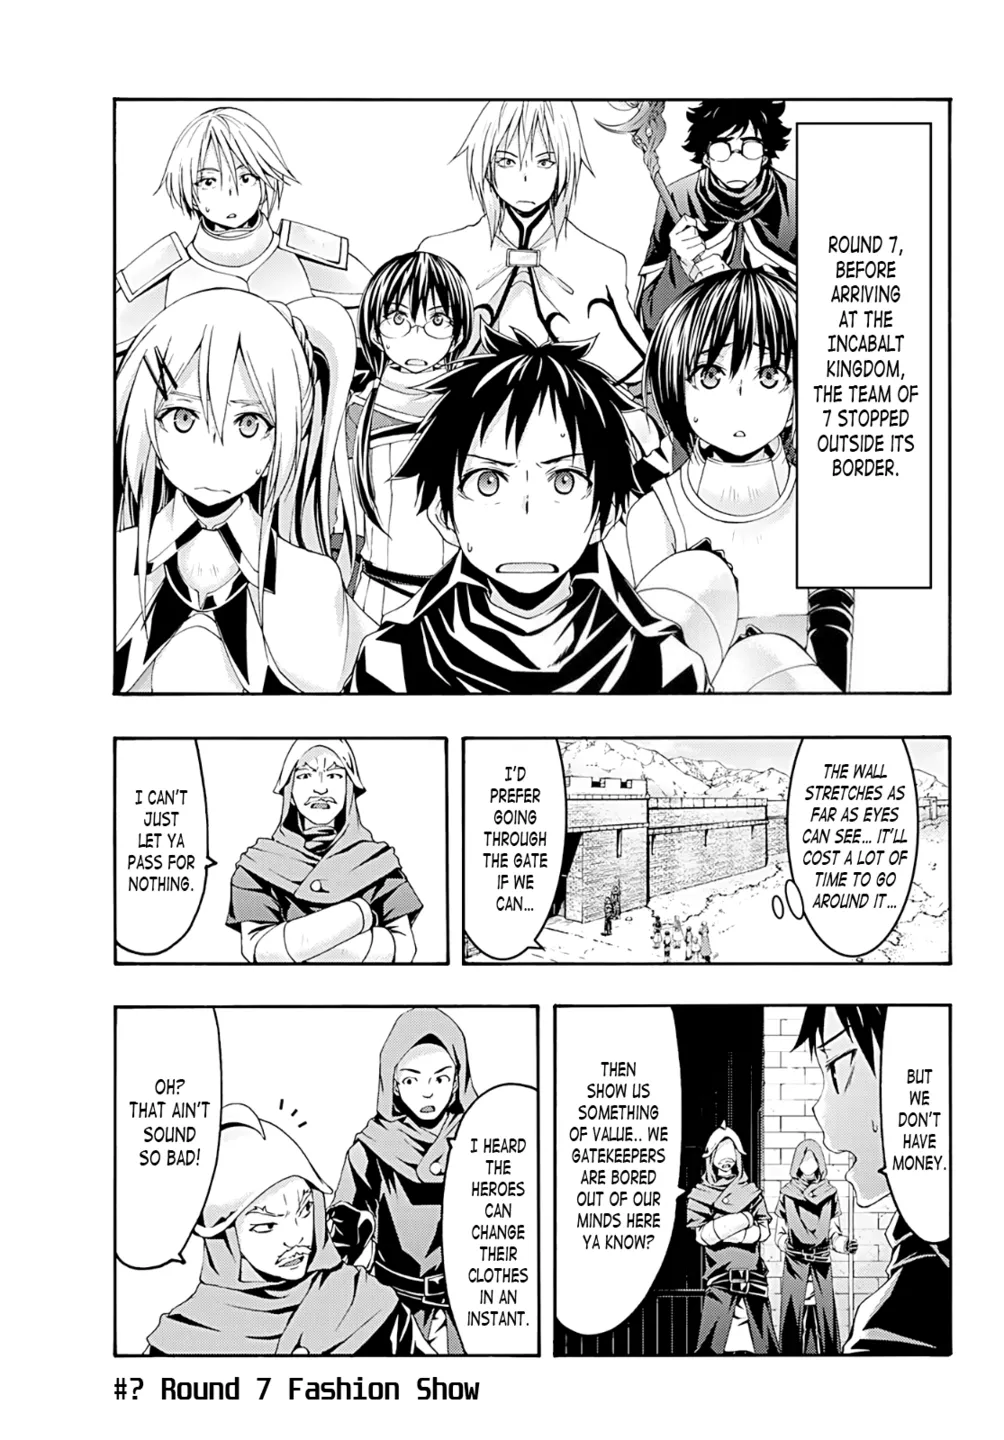 ROUND 7,
BEFORE
ARRIVING
AT THE
INCABALT
KINGDOM,
THE TEAM OF
7 STOPPED
OUTSIDE ITS
BORDER.
THE WALL
STRETCHES AS
FAR AS EYES
CAN SEE... IT'LL
COST A LOT OF
TIME TO GO
AROUND IT...
I'D
PREFER
GOING
THROUGH
THE GATE
IF WE
CAN...
I CAN'T
JUST
LET YA
PASS FOR
NOTHING.
BUT
WE
DON'T
HAVE
MONEY.
THEN
SHOW US
SOMETHING
OF VALUE.. WE
GATEKEEPERS
ARE BORED
OUT OF OUR
MINDS HERE
YA KNOW?
I HEARD
THE
HEROES
CAN
CHANGE
THEIR
CLOTHES
IN AN
INSTANT.
OH?
THAT AIN'T
SOUND
SO BAD!
#? Round 7 Fashion Show